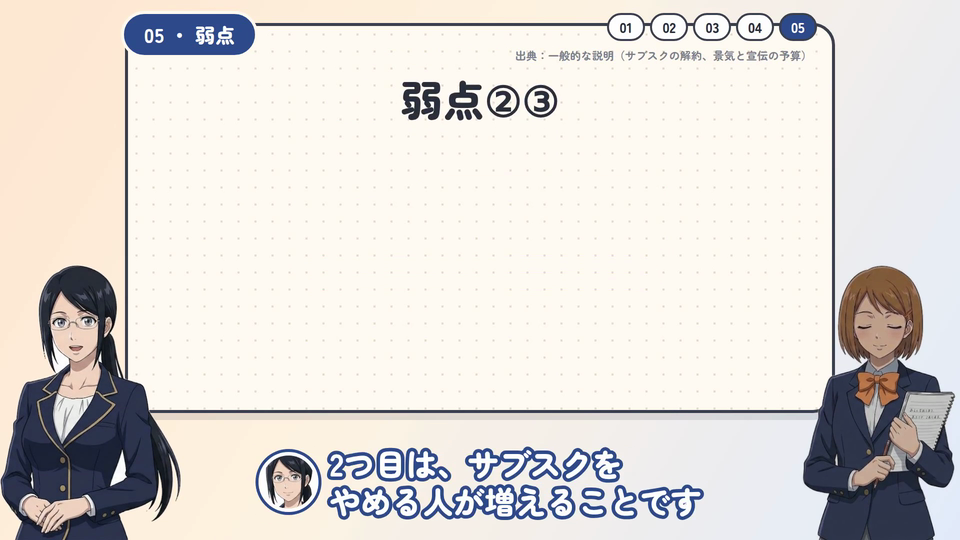 05 ・ 弱点
01 02 03 04 05
出典：一般的な説明（サブスクの解約、景気と宣伝の予算）
弱点②③
2つ目は、サブスクを
やめる人が増えることです